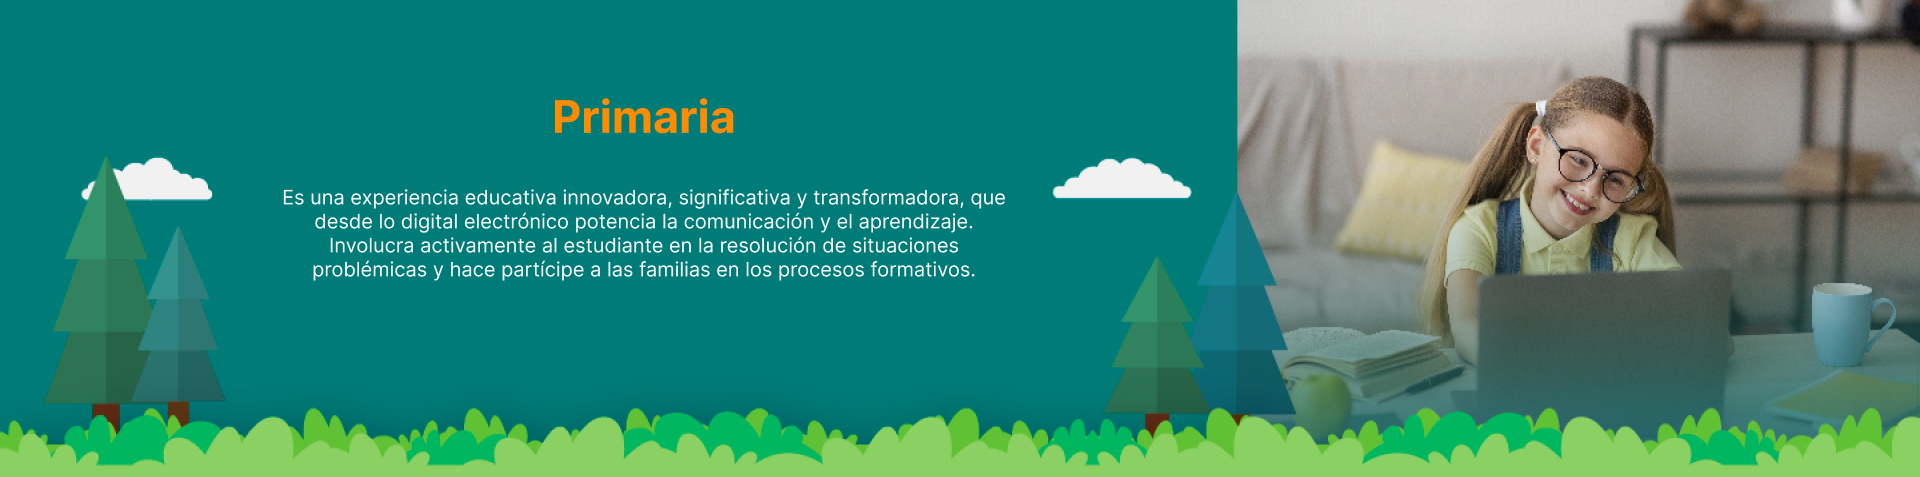 Primaria
Es una experiencia educativa innovadora, significativa y transformadora, que
desde lo digital electrónico potencia la comunicación y el aprendizaje.
Involucra activamente al estudiante en la resolución de situaciones
problémicas y hace partícipe a las familias en los procesos formativos.